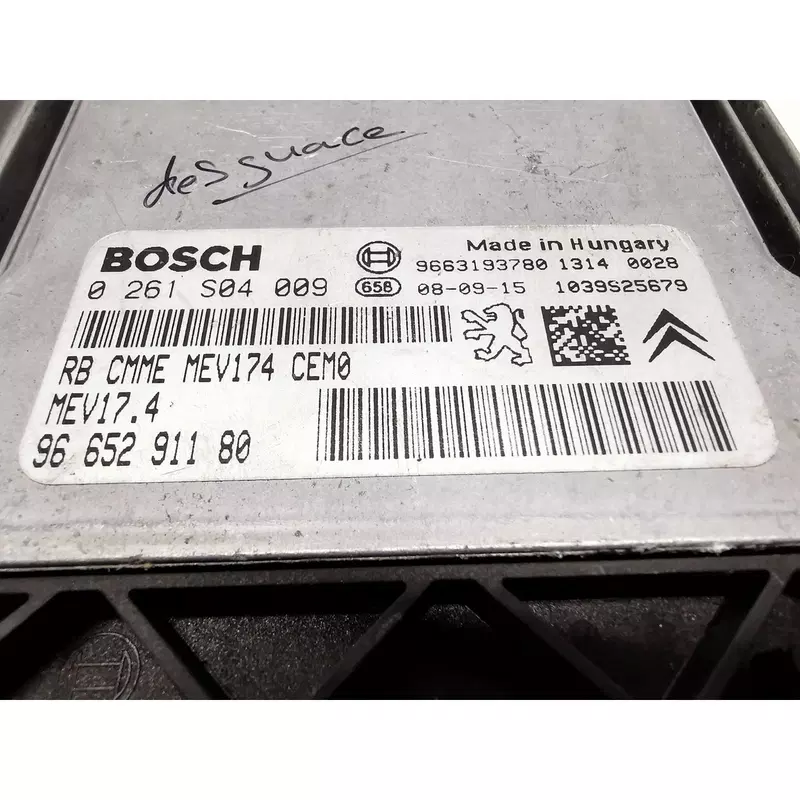 desguace
BOSCH
Made in Hungary
9663193780 1314 0028
0 261 S04 009
658 08-09-15 1039S25679
RB CMME MEV174 CEM0
MEV17.4
96 652 911 80